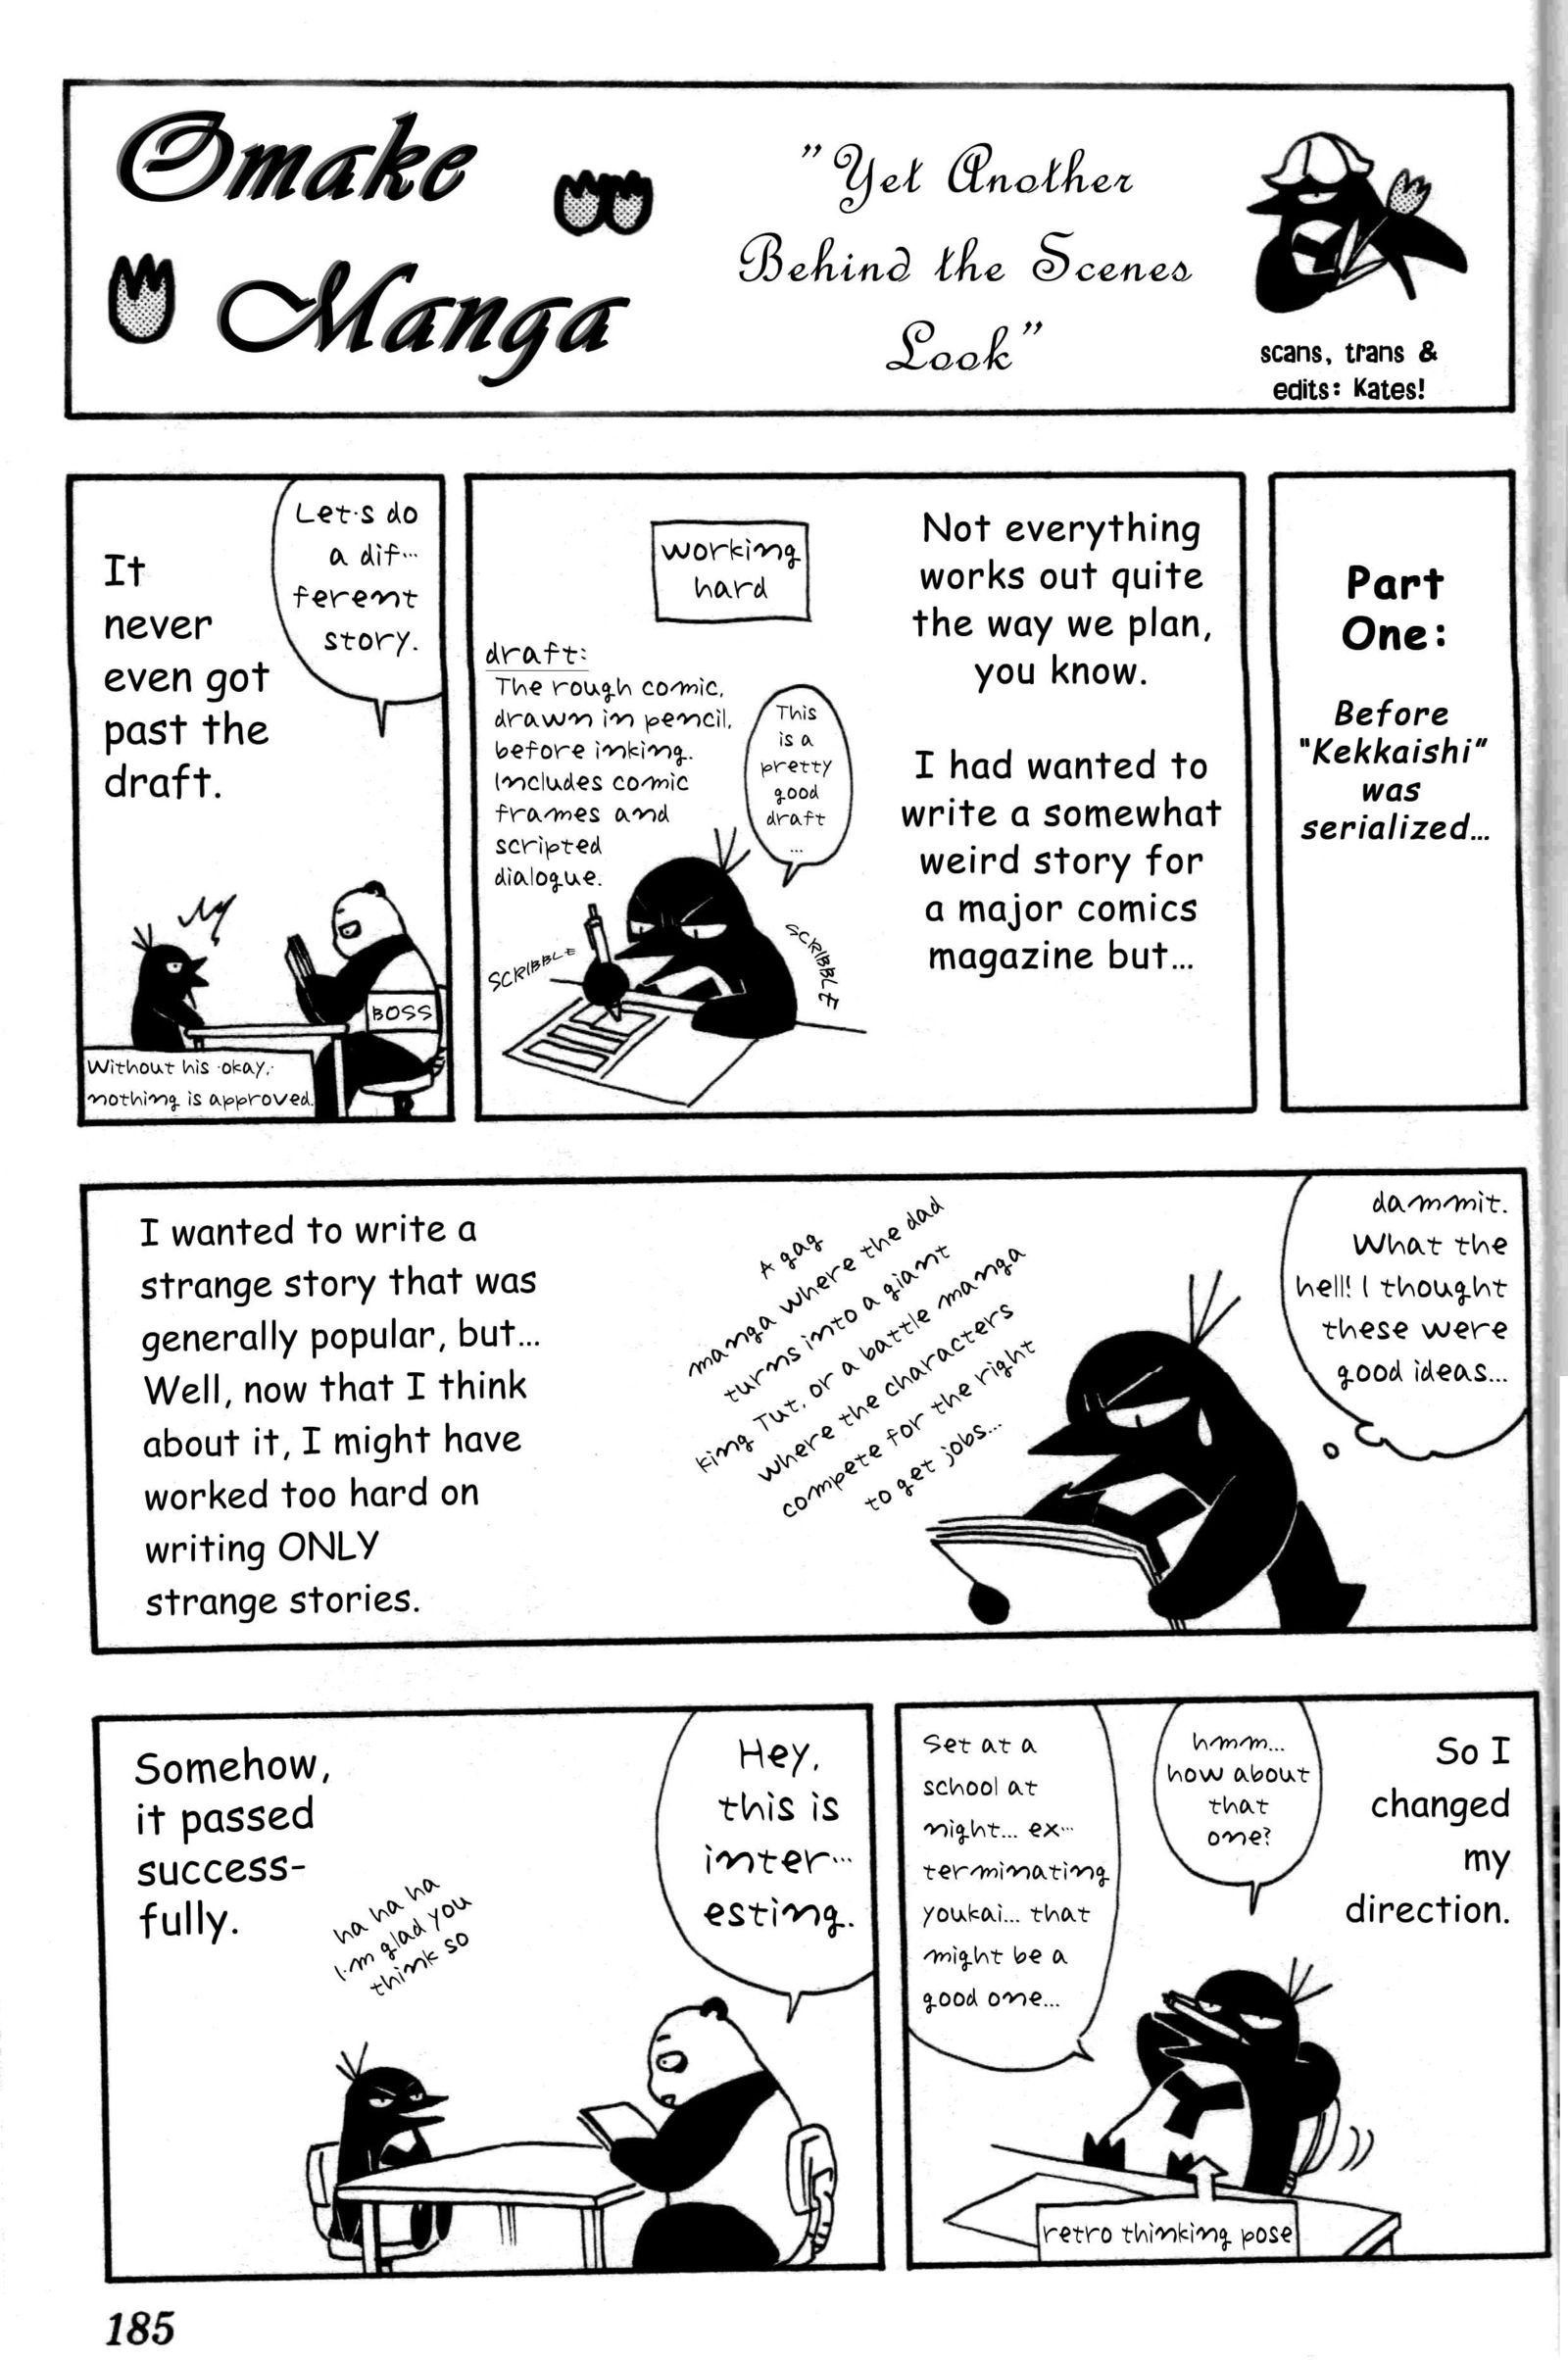 Omake
Manga
"Yet Another
Behind the Scenes
Look"
scans, trans &
edits: Kates!
Part
One:
Before
"Kekkaishi"
was
serialized...
Not everything
works out quite
the way we plan,
you know.
I had wanted to
write a somewhat
weird story for
a major comics
magazine but...
working
hard
This
is a
pretty
good
draft
...
draft:
The rough comic,
drawn in pencil,
before inking.
Includes comic
frames and
scripted
dialogue.
SCRIBBLE
SCRIBBLE
Let's do
a dif...
ferent
story.
It
never
even got
past the
draft.
BOSS
Without his okay,
nothing is approved.
dammit.
What the
hell! I thought
these were
good ideas...
A gag
manga where the dad
turns into a giant
king Tut, or a battle manga
where the characters
compete for the right
to get jobs...
I wanted to write a
strange story that was
generally popular, but...
Well, now that I think
about it, I might have
worked too hard on
writing ONLY
strange stories.
So I
changed
my
direction.
hmm...
how about
that
one?
Set at a
school at
night... ex...
terminating
youkai... that
might be a
good one...
retro thinking pose
Hey,
this is
inter...
esting.
Somehow,
it passed
success-
fully.
ha ha ha
I'm glad you
think so
185